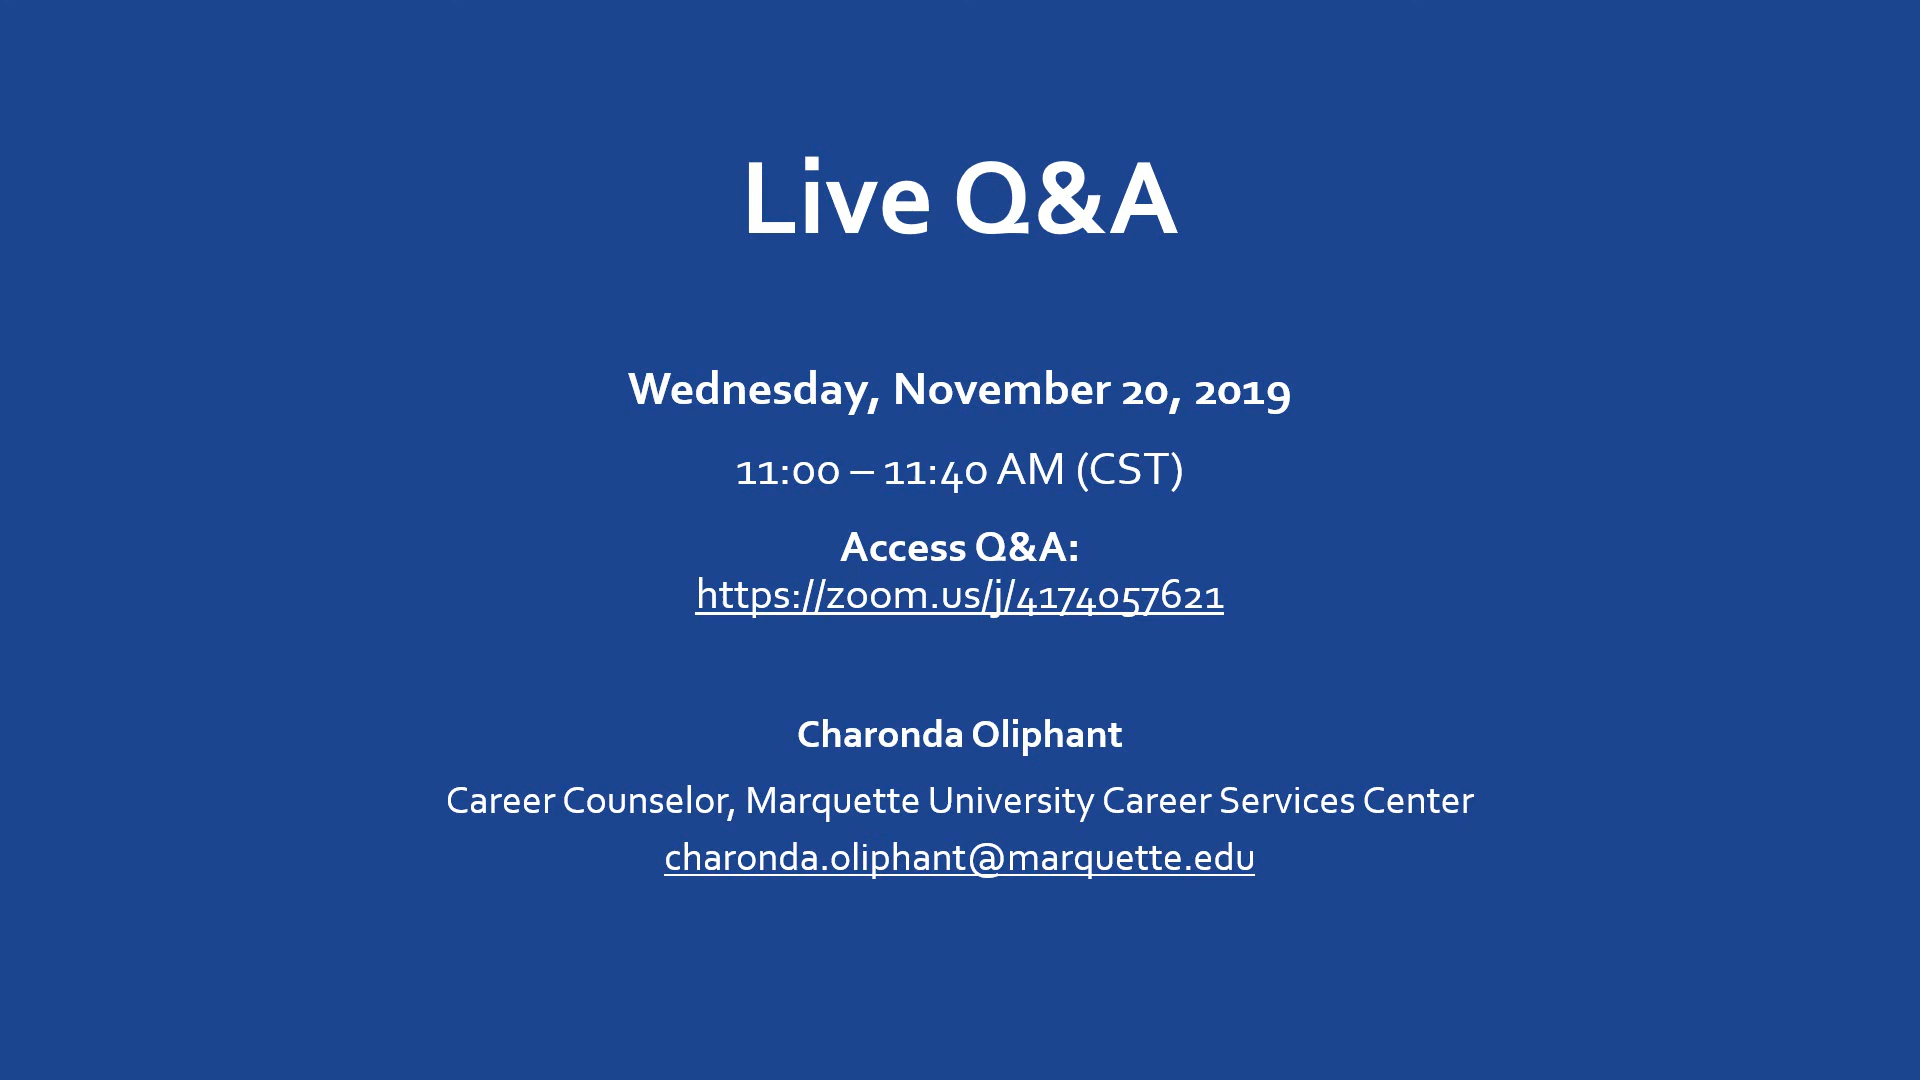 Live Q&A
Wednesday, November 20, 2019
11:00 – 11:40 AM (CST)
Access Q&A:
https://zoom.us/j/4174057621
Charonda Oliphant
Career Counselor, Marquette University Career Services Center
charonda.oliphant@marquette.edu